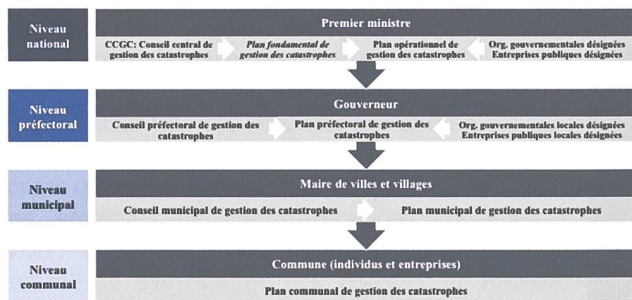 Niveau
national
Premier ministre
CCGC: Conseil central de
gestion des catastrophes
Plan fondamental de
gestion des catastrophes
Plan opérationnel de
gestion des catastrophes
Org. gouvernementales désignées
Entreprises publiques désignées
Niveau
préfectoral
Gouverneur
Conseil préfectoral de gestion des
catastrophes
Plan préfectoral de gestion des
catastrophes
Org. gouvernementales locales désignées
Entreprises publiques locales désignées
Niveau
municipal
Maire de villes et villages
Conseil municipal de gestion des catastrophes
Plan municipal de gestion des catastrophes
Niveau
communal
Commune (individus et entreprises)
Plan communal de gestion des catastrophes